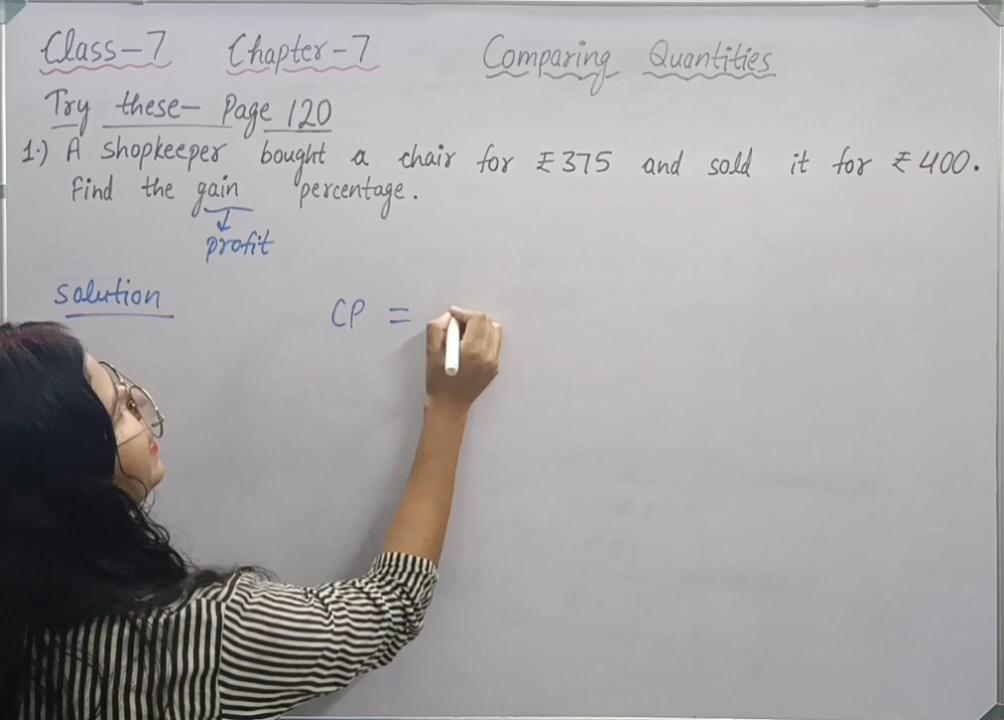 Class-7 Chapter-7 Comparing Quantities
Try these- Page 120
1.) A shopkeeper bought a chair for ₹375 and sold it for ₹400.
Find the gain percentage.
↓
profit
Solution CP =